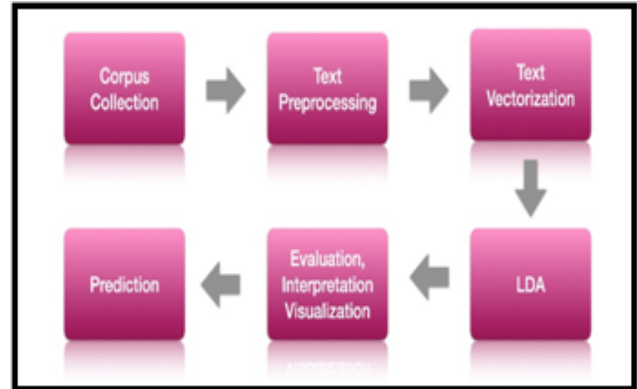 Corpus
Collection
Text
Preprocessing
Text
Vectorization
LDA
Evaluation,
Interpretation
Visualization
Prediction